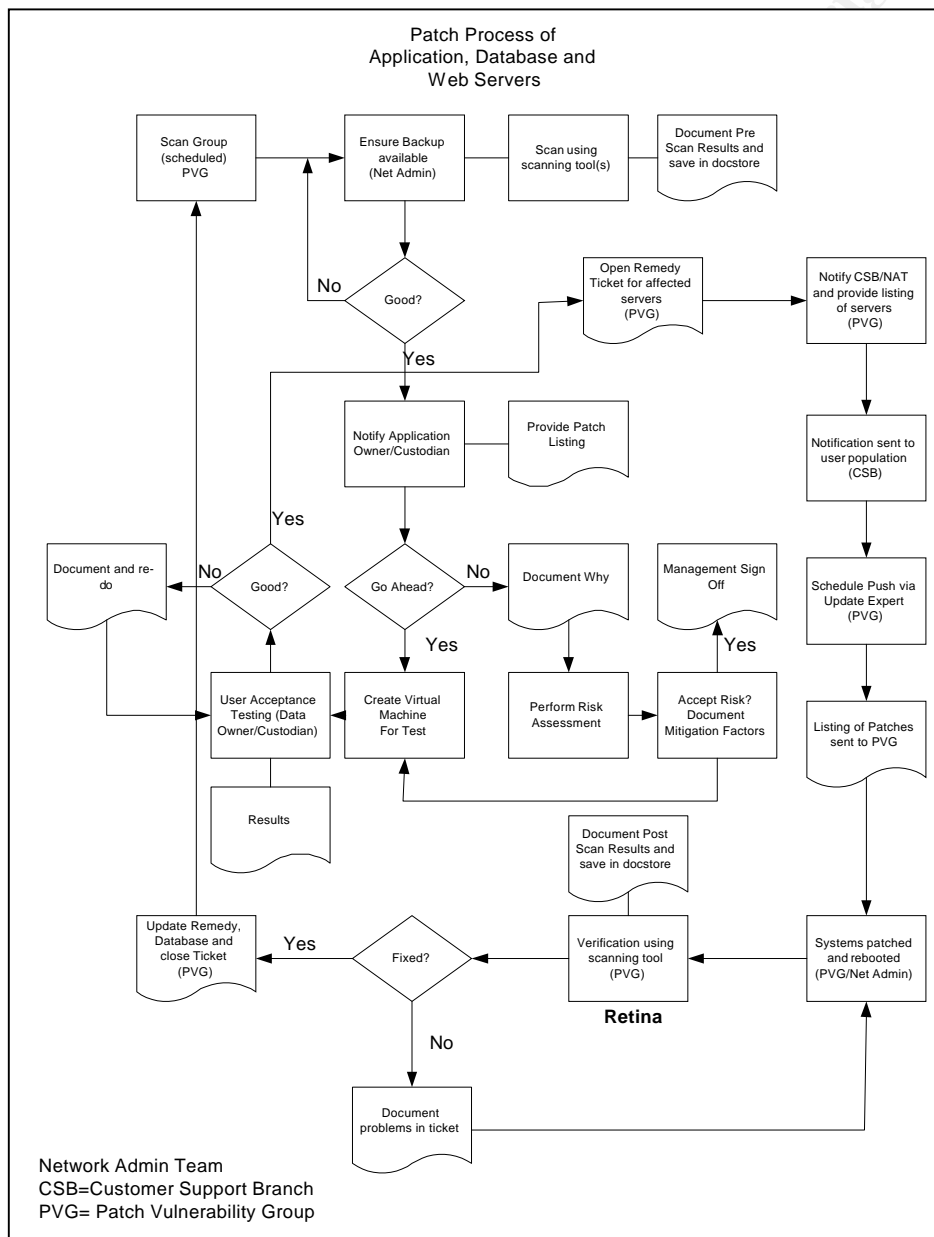 Patch Process of
Application, Database and
Web Servers
Scan Group
(scheduled)
PVG
Ensure Backup
available
(Net Admin)
Scan using
scanning tool(s)
Document Pre
Scan Results and
save in docstore
No
Good?
Open Remedy
Ticket for affected
servers
(PVG)
Notify CSB/NAT
and provide listing
of servers
(PVG)
Yes
Notify Application
Owner/Custodian
Provide Patch
Listing
Notification sent to
user population
(CSB)
Yes
Document and re-
do
No
Good?
Go Ahead?
No
Document Why
Management Sign
Off
Schedule Push via
Update Expert
(PVG)
Yes
Yes
User Acceptance
Testing (Data
Owner/Custodian)
Create Virtual
Machine
For Test
Perform Risk
Assessment
Accept Risk?
Document
Mitigation Factors
Listing of Patches
sent to PVG
Results
Document Post
Scan Results and
save in docstore
Update Remedy,
Database and
close Ticket
(PVG)
Yes
Fixed?
Verification using
scanning tool
(PVG)
Systems patched
and rebooted
(PVG/Net Admin)
Retina
No
Document
problems in ticket
Network Admin Team
CSB=Customer Support Branch
PVG= Patch Vulnerability Group